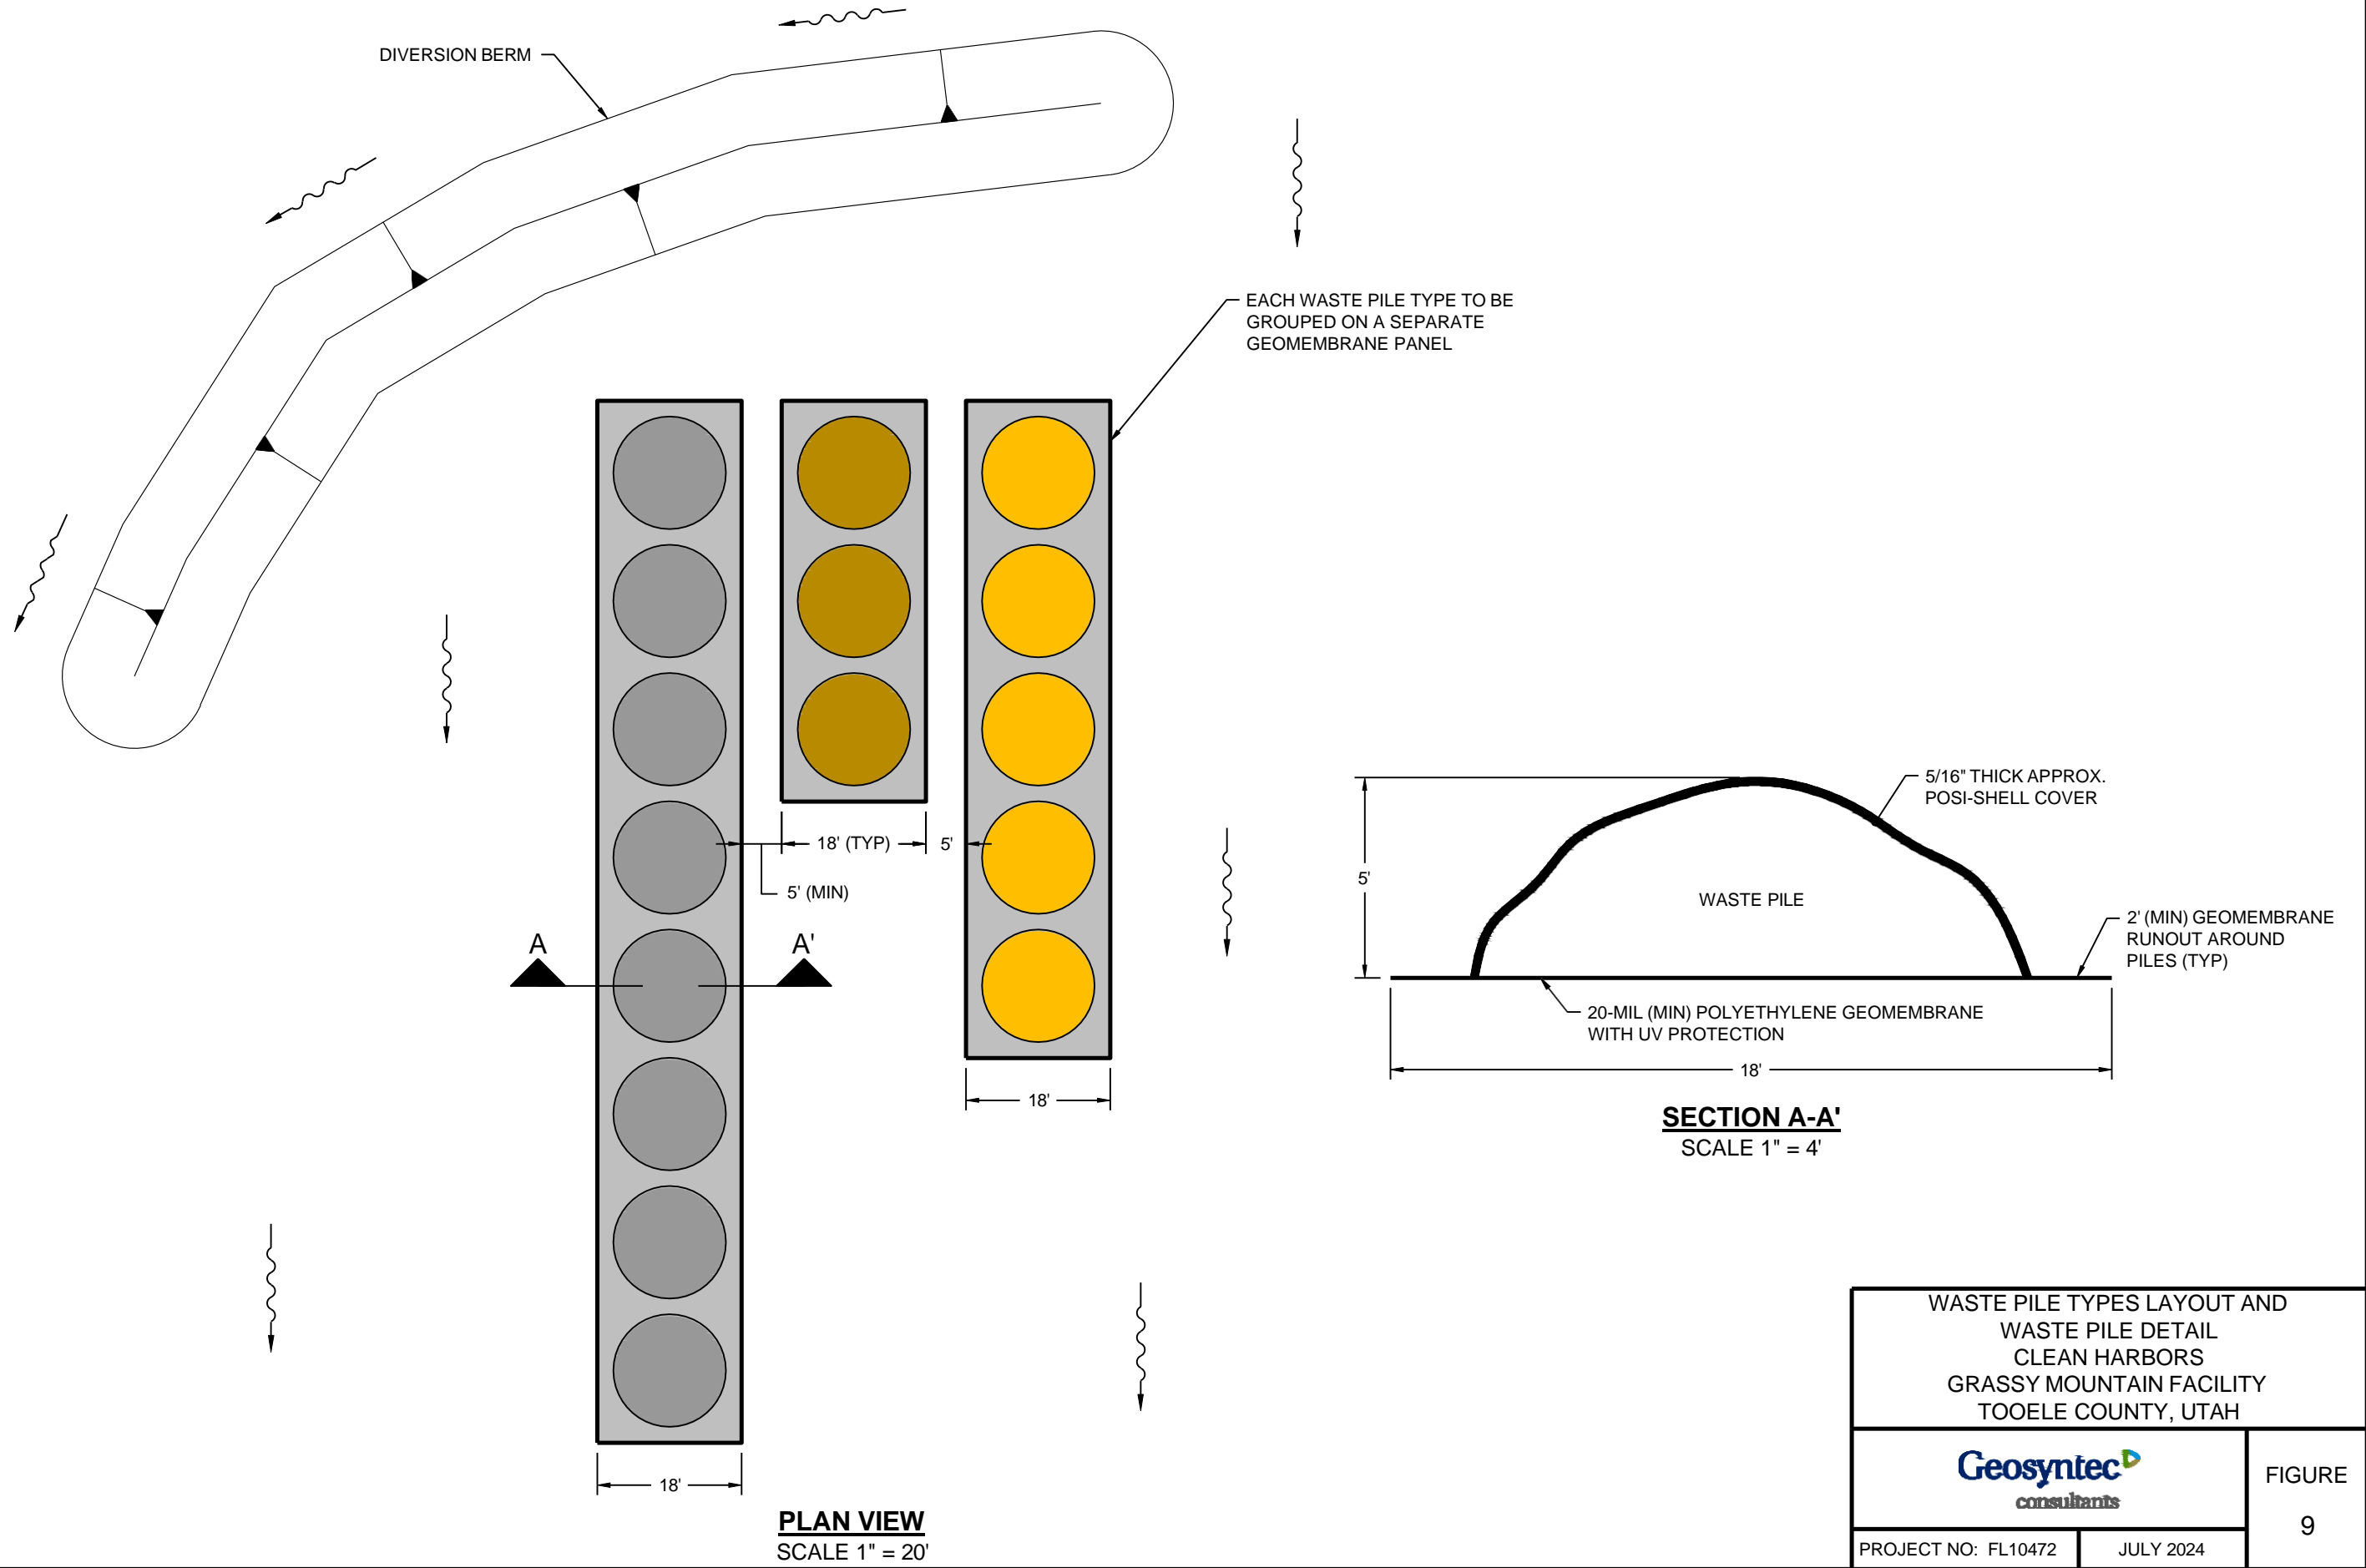 DIVERSION BERM
EACH WASTE PILE TYPE TO BE
GROUPED ON A SEPARATE
GEOMEMBRANE PANEL
18' (TYP)
5'
5' (MIN)
A
A'
18'
18'
PLAN VIEW
SCALE 1" = 20'
5/16" THICK APPROX.
POSI-SHELL COVER
5'
WASTE PILE
2' (MIN) GEOMEMBRANE
RUNOUT AROUND
PILES (TYP)
20-MIL (MIN) POLYETHYLENE GEOMEMBRANE
WITH UV PROTECTION
18'
SECTION A-A'
SCALE 1" = 4'
WASTE PILE TYPES LAYOUT AND
WASTE PILE DETAIL
CLEAN HARBORS
GRASSY MOUNTAIN FACILITY
TOOELE COUNTY, UTAH
Geosyntec
consultants
FIGURE
9
PROJECT NO: FL10472
JULY 2024